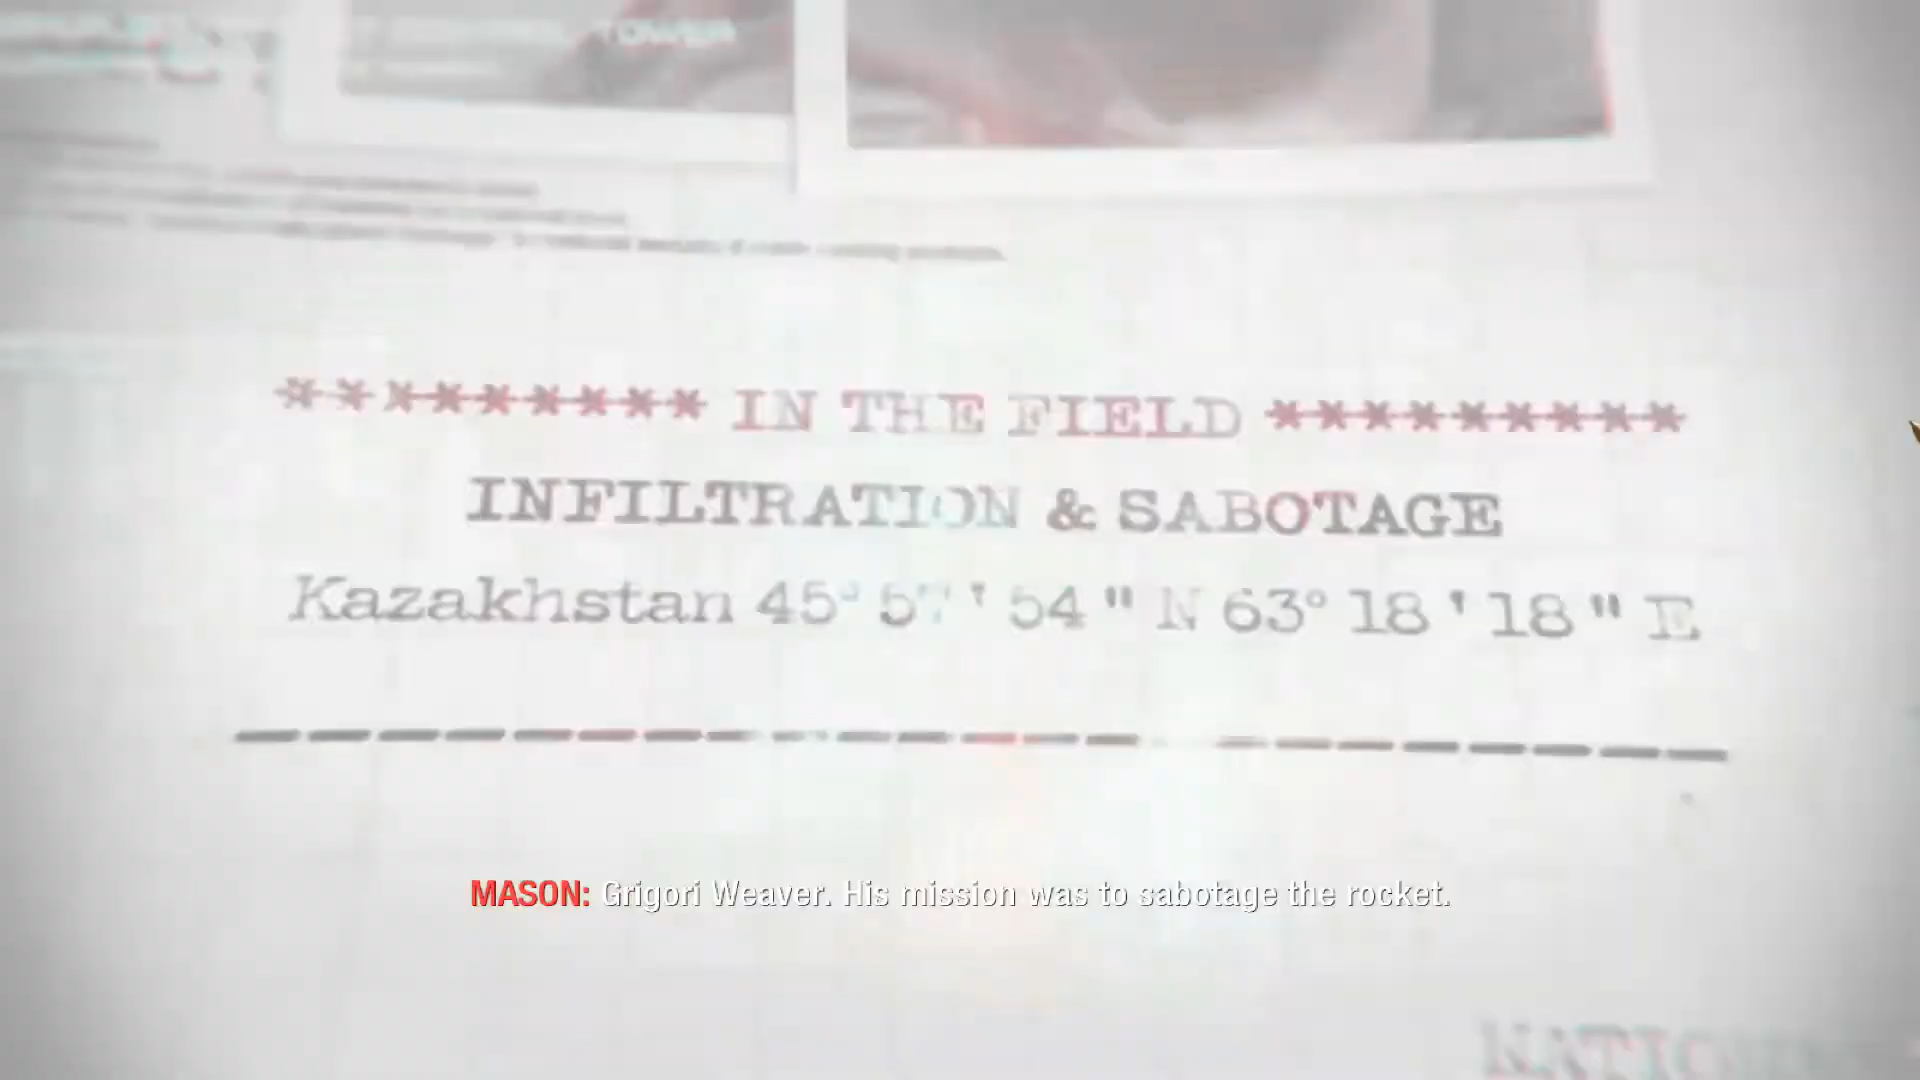 TOWER
********* IN THE FIELD *********
INFILTRATION & SABOTAGE
Kazakhstan 45° 57 ' 54 " N 63° 18 ' 18 " E
MASON: Grigori Weaver. His mission was to sabotage the rocket.